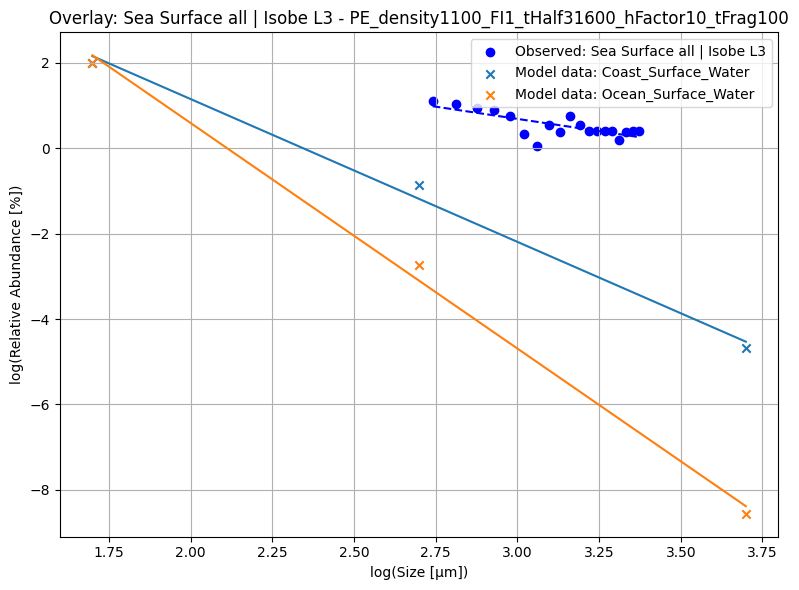 Overlay: Sea Surface all | Isobe L3 - PE_density1100_FI1_tHalf31600_hFactor10_tFrag100
Observed: Sea Surface all | Isobe L3
Model data: Coast_Surface_Water
Model data: Ocean_Surface_Water
log(Relative Abundance [%])
2
0
−2
−4
−6
−8
1.75
2.00
2.25
2.50
2.75
3.00
3.25
3.50
3.75
log(Size [μm])